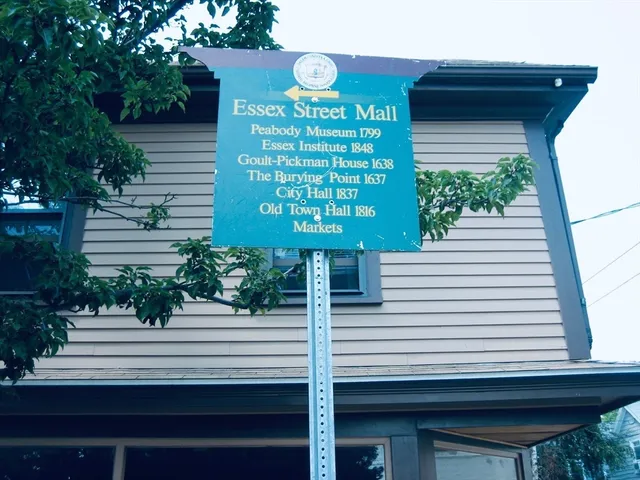 Essex Street Mall
Peabody Museum 1799
Essex Institute 1848
Goult-Pickman House 1638
The Burying Point 1637
City Hall 1837
Old Town Hall 1816
Markets